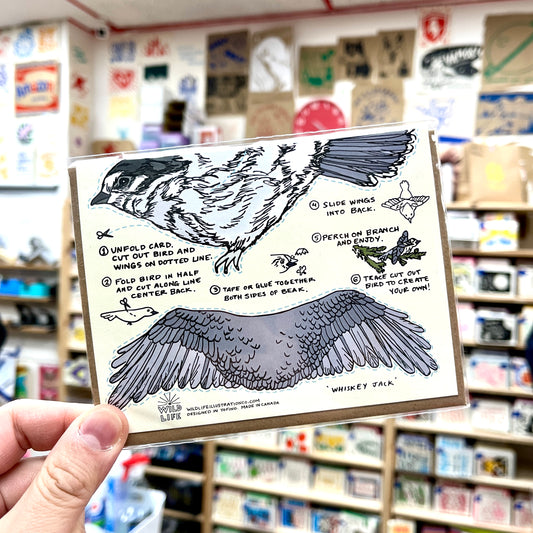 ① UNFOLD CARD.
CUT OUT BIRD AND
WINGS ON DOTTED LINE.
② FOLD BIRD IN HALF
AND CUT ALONG LINE
CENTER BACK.
③ TAPE OR GLUE TOGETHER
BOTH SIDES OF BEAK.
④ SLIDE WINGS
INTO BACK.
⑤ PERCH ON BRANCH
AND ENJOY.
⑥ TRACE CUT OUT
BIRD TO CREATE
YOUR OWN!
'WHISKEY JACK'
WILD
LIFE
WILDLIFEILLUSTRATIONCO.COM
DESIGNED IN TOFINO. MADE IN CANADA